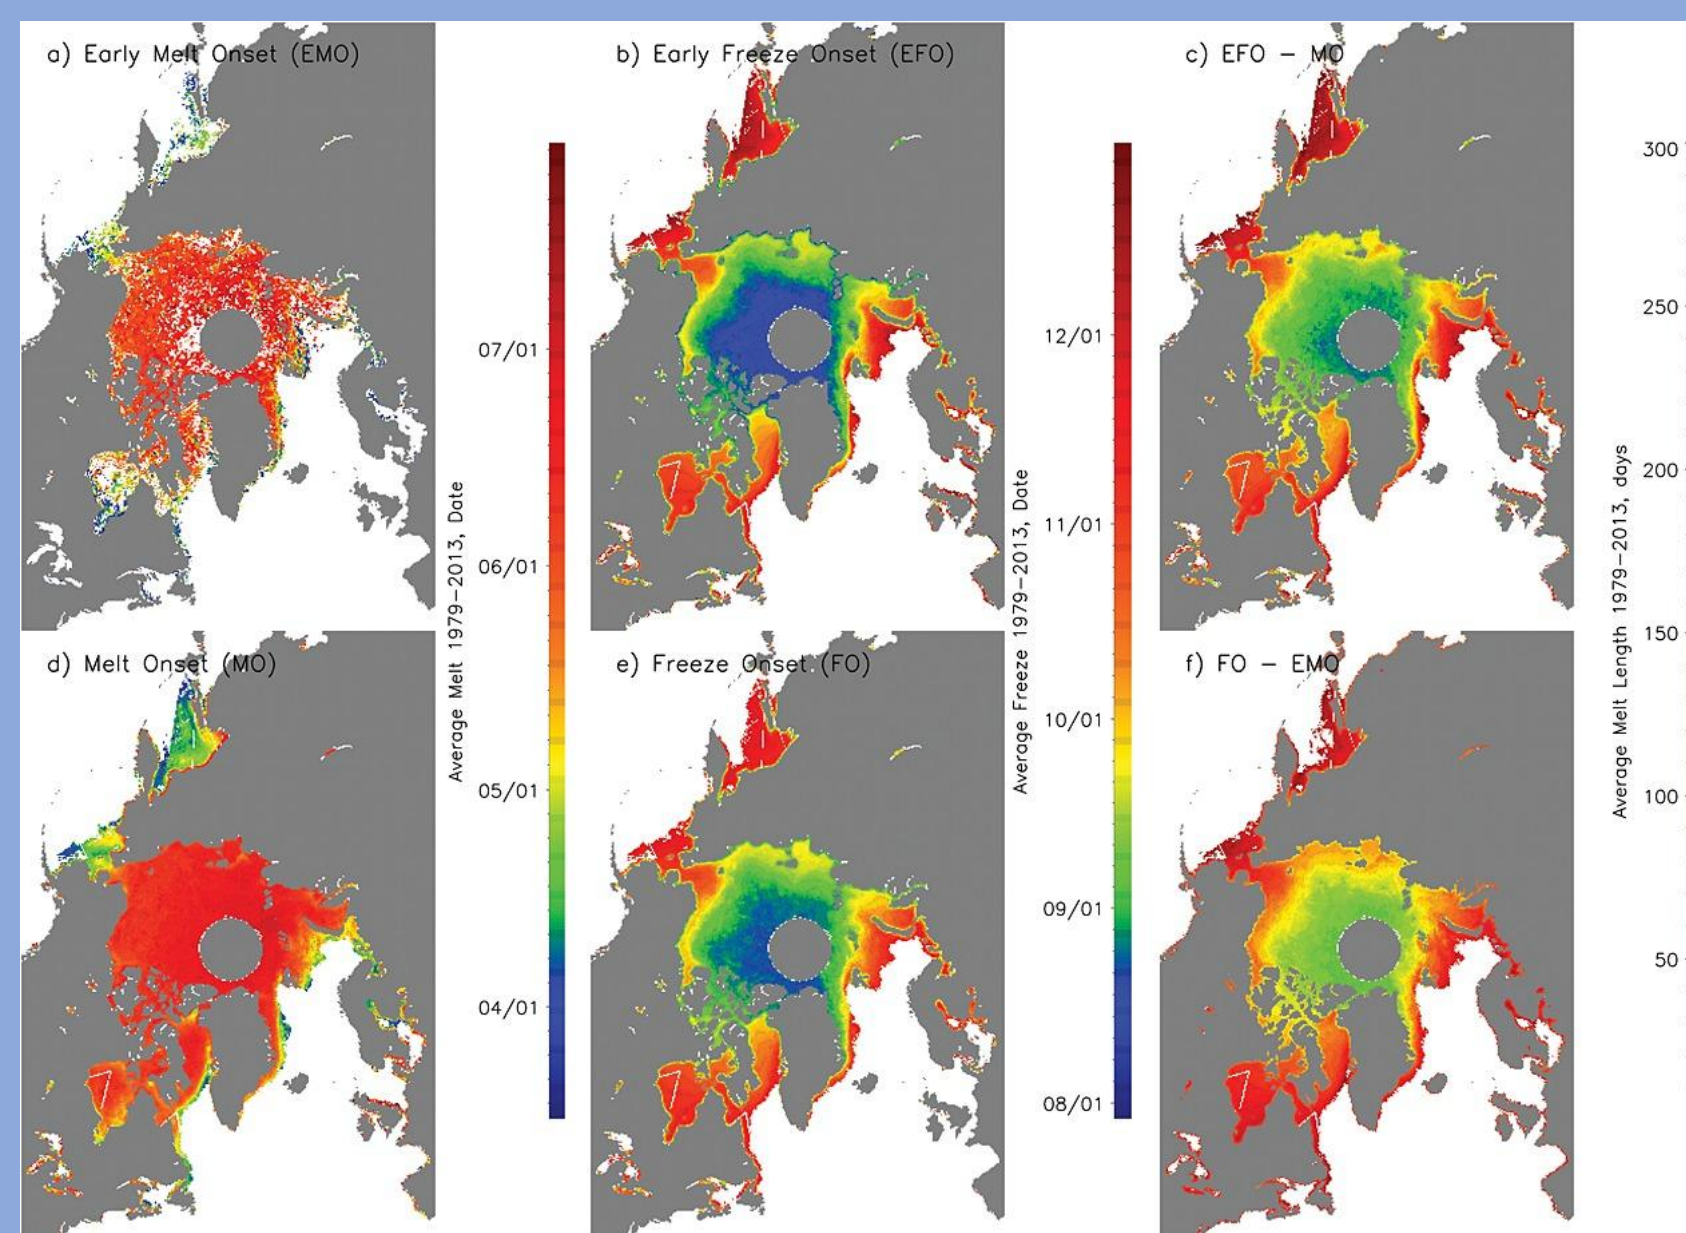 a) Early Melt Onset (EMO)
b) Early Freeze Onset (EFO)
c) EFO – MO
07/01
06/01
05/01
04/01
Average Melt 1979–2013, Date
12/01
11/01
10/01
09/01
08/01
Average Freeze 1979–2013, Date
300
250
200
150
100
50
Average Melt Length 1979–2013, days
d) Melt Onset (MO)
e) Freeze Onset (FO)
f) FO – EMO